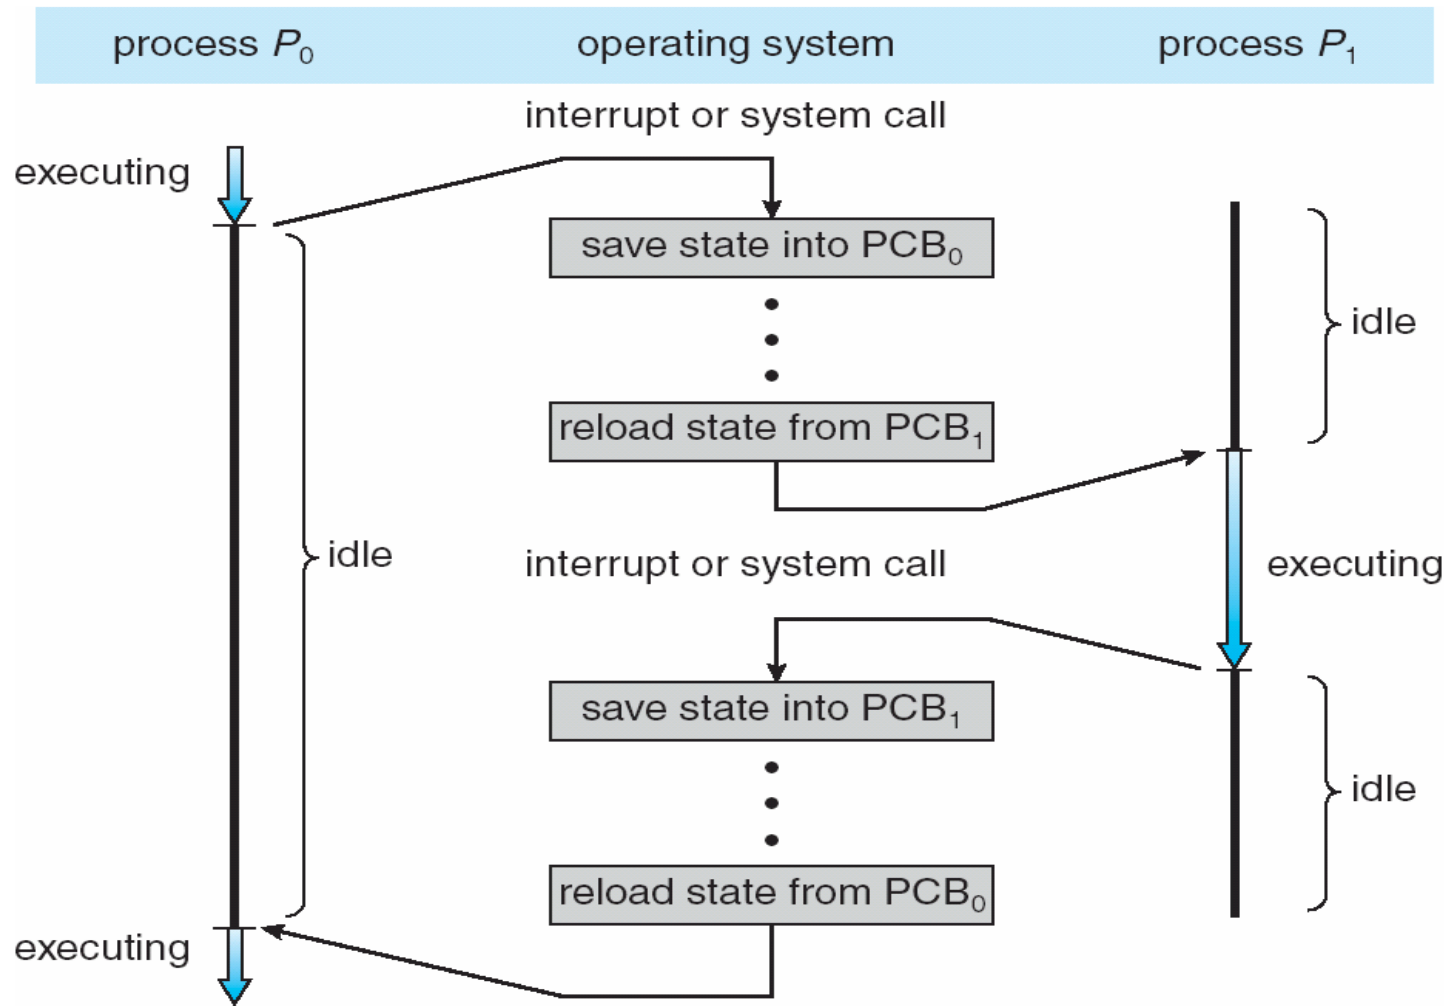 process P₀ operating system process P₁
interrupt or system call
executing
save state into PCB₀
idle
reload state from PCB₁
idle
interrupt or system call
executing
save state into PCB₁
idle
reload state from PCB₀
executing